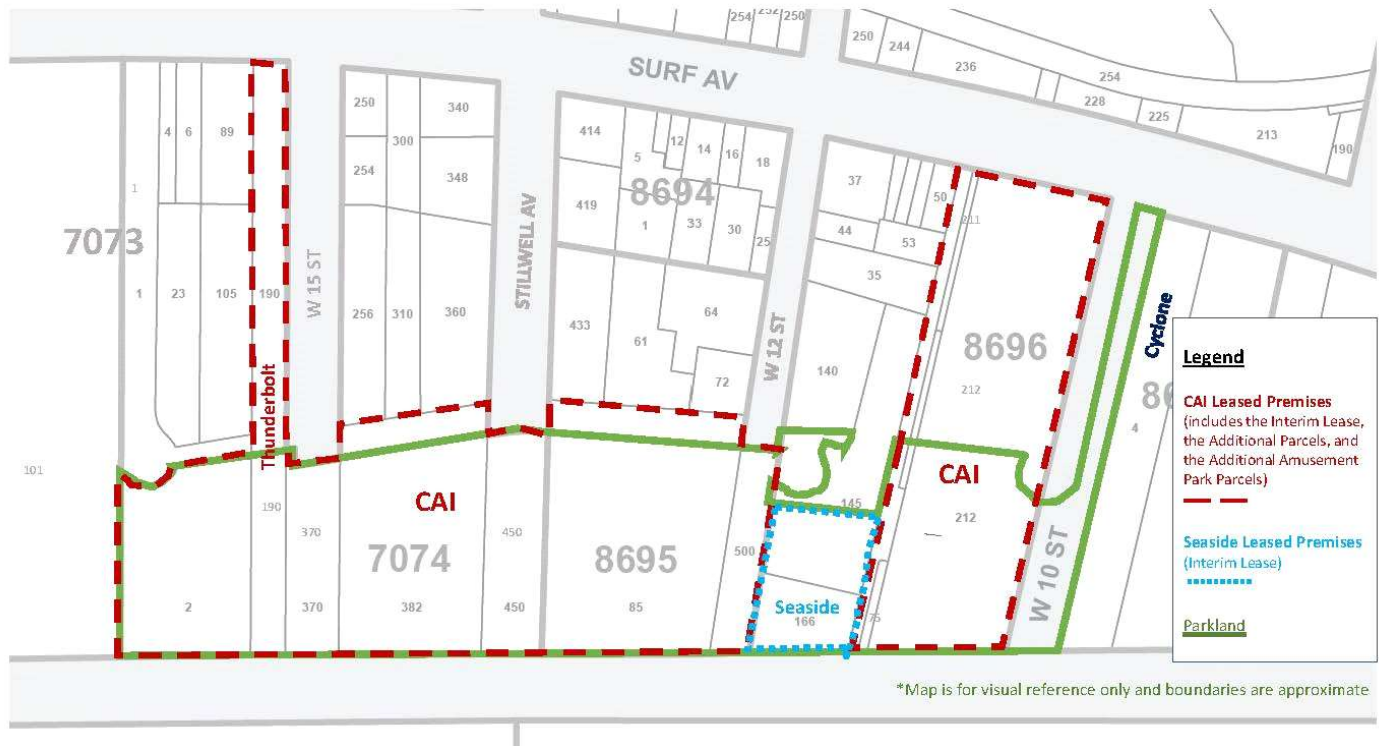 254 252 250
250
244
236
254
228
225
213
190
SURF AV
250
340
300
254
348
4 6 89
1
7073
1 23 105 190
W 15 ST
256 310 360
STILLWELL AV
414
5
12
14
16
18
8694
419
1
33
30
25
433
61
64
72
W 12 ST
37
50
211
44
53
35
140
8696
212
Cyclone
4
Thunderbolt
101
190
370
CAI
450
7074
8695
500
145
CAI
212
W 10 ST
2
370
382
450
85
Seaside
166
75
Legend
CAI Leased Premises
(includes the Interim Lease,
the Additional Parcels, and
the Additional Amusement
Park Parcels)
Seaside Leased Premises
(Interim Lease)
Parkland
*Map is for visual reference only and boundaries are approximate